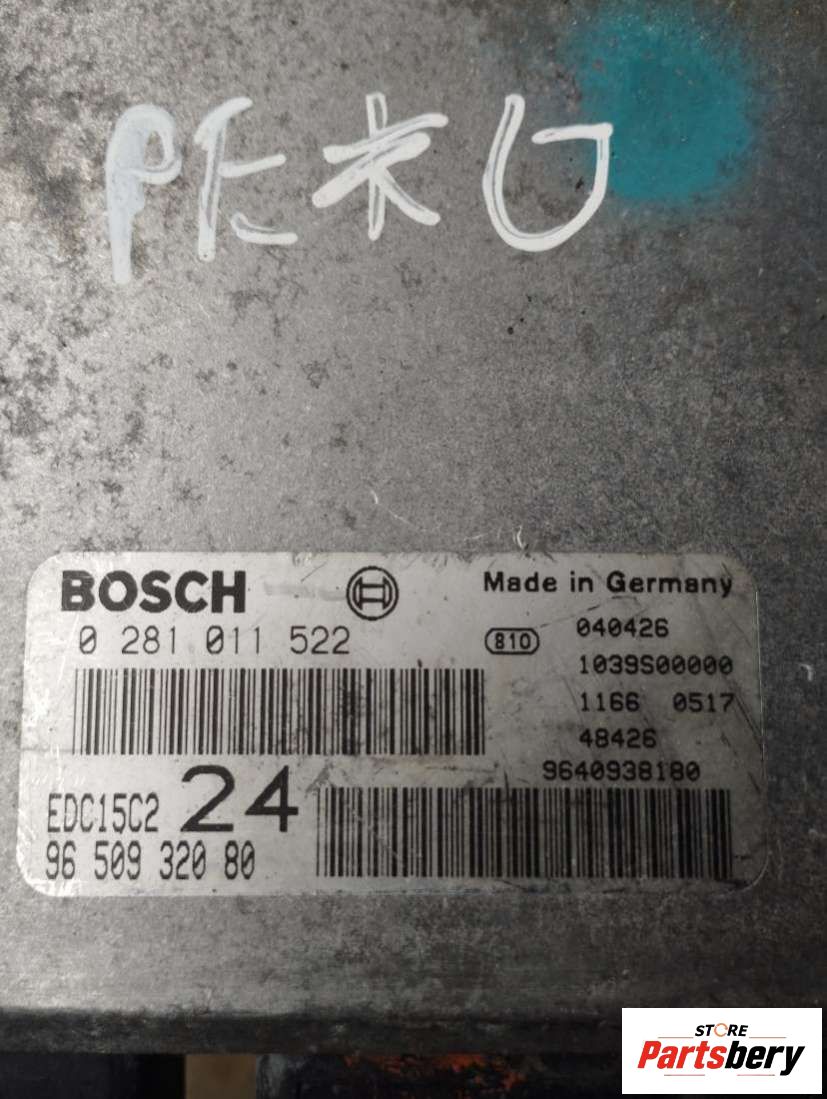 РЕЖО
BOSCH
Made in Germany
0 281 011 522
810
040426
1039S00000
1166 0517
48426
9640938180
EDC15C2 24
96 509 320 80
STORE
Partsbery